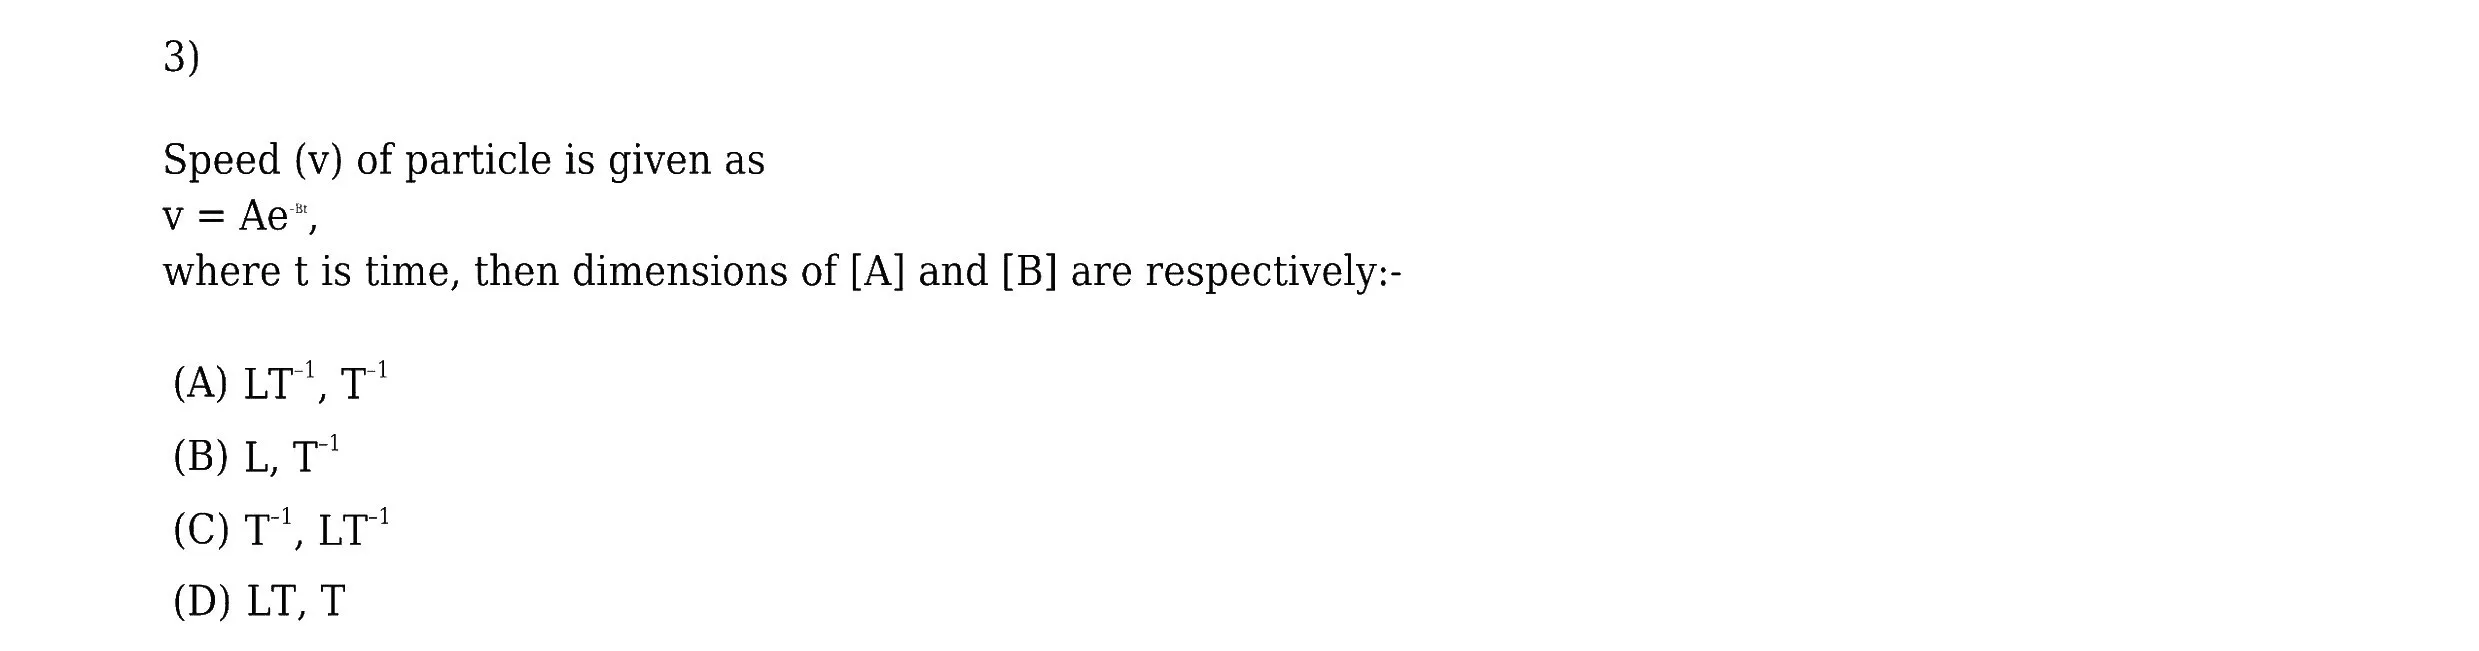 3)
Speed (v) of particle is given as
v = Ae⁻ᴮᵗ,
where t is time, then dimensions of [A] and [B] are respectively:-
(A) LT⁻¹, T⁻¹
(B) L, T⁻¹
(C) T⁻¹, LT⁻¹
(D) LT, T